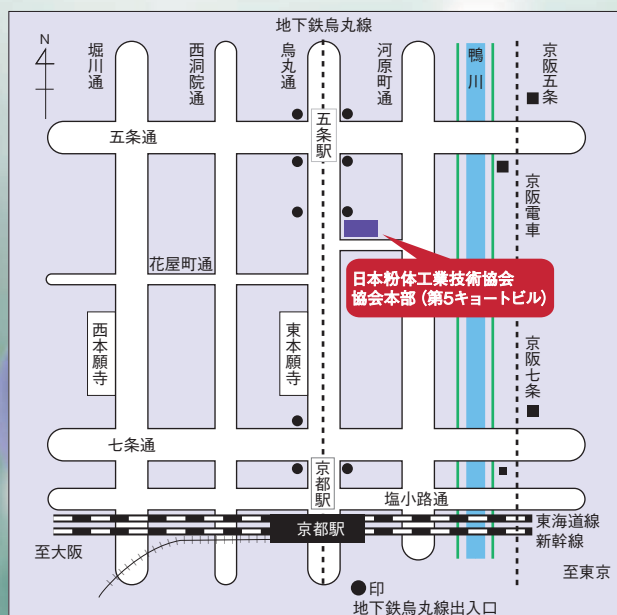 地下鉄烏丸線
N
堀川通
西洞院通
烏丸通
河原町通
鴨川
京阪五条
五条通
五条駅
京阪電車
花屋町通
日本粉体工業技術協会
協会本部（第5キョートビル）
西本願寺
東本願寺
京阪七条
七条通
京都駅
塩小路通
京都駅
東海道線
新幹線
至大阪
至東京
●印
地下鉄烏丸線出入口